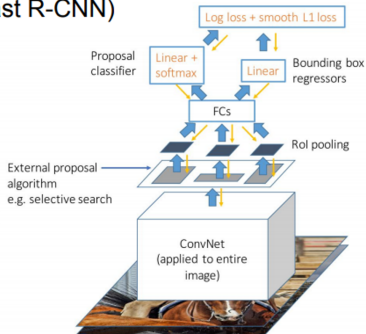 ast R-CNN)
Log loss + smooth L1 loss
Proposal
classifier
Linear +
softmax
Linear
Bounding box
regressors
FCs
RoI pooling
External proposal
algorithm
e.g. selective search
ConvNet
(applied to entire
image)